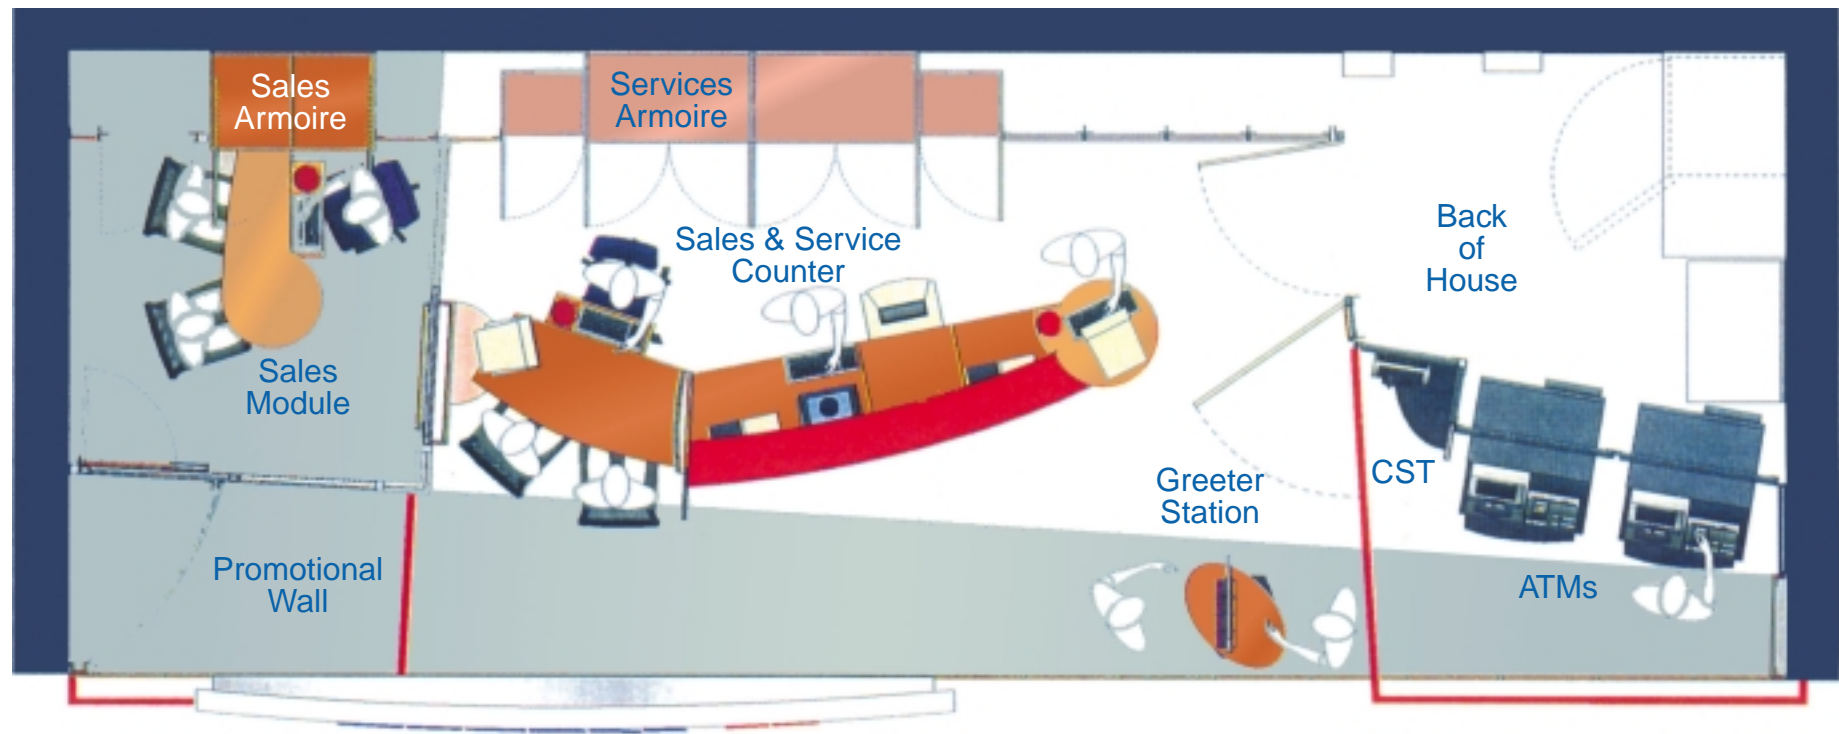 Sales
Armoire
Services
Armoire
Sales & Service
Counter
Back
of
House
Sales
Module
Greeter
Station
CST
Promotional
Wall
ATMs